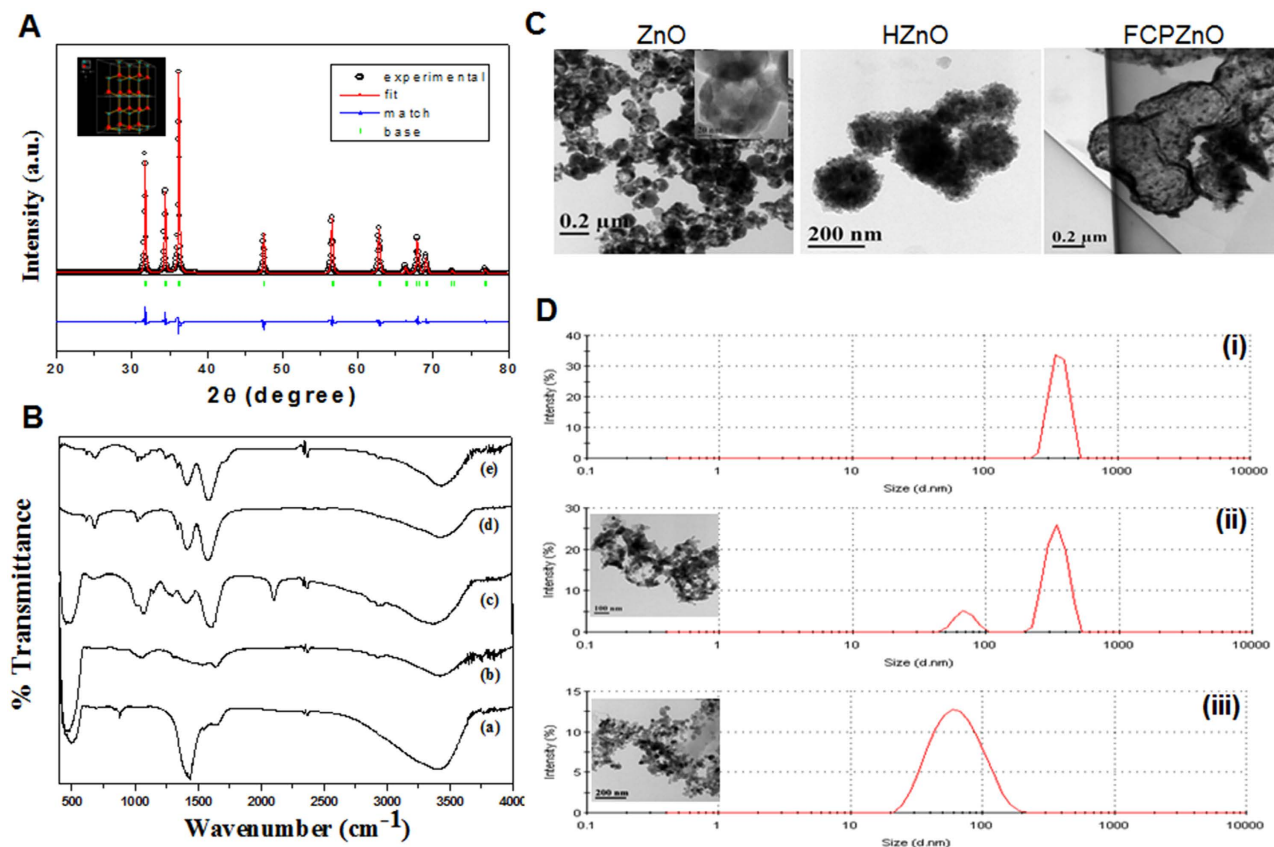 A
Intensity (a.u.)
experimental
fit
match
base
20 30 40 50 60 70 80
2θ (degree)
B
% Transmittance
(e)
(d)
(c)
(b)
(a)
500 1000 1500 2000 2500 3000 3500 4000
Wavenumber (cm⁻¹)
C
ZnO HZnO FCPZnO
0.2 µm
200 nm
0.2 µm
D
(i)
Intensity (%)
40
30
20
10
0
0.1 1 10 100 1000 10000
Size (d.nm)
(ii)
Intensity (%)
30
20
10
0
100 nm
0.1 1 10 100 1000 10000
Size (d.nm)
(iii)
Intensity (%)
15
10
5
0
200 nm
0.1 1 10 100 1000 10000
Size (d.nm)